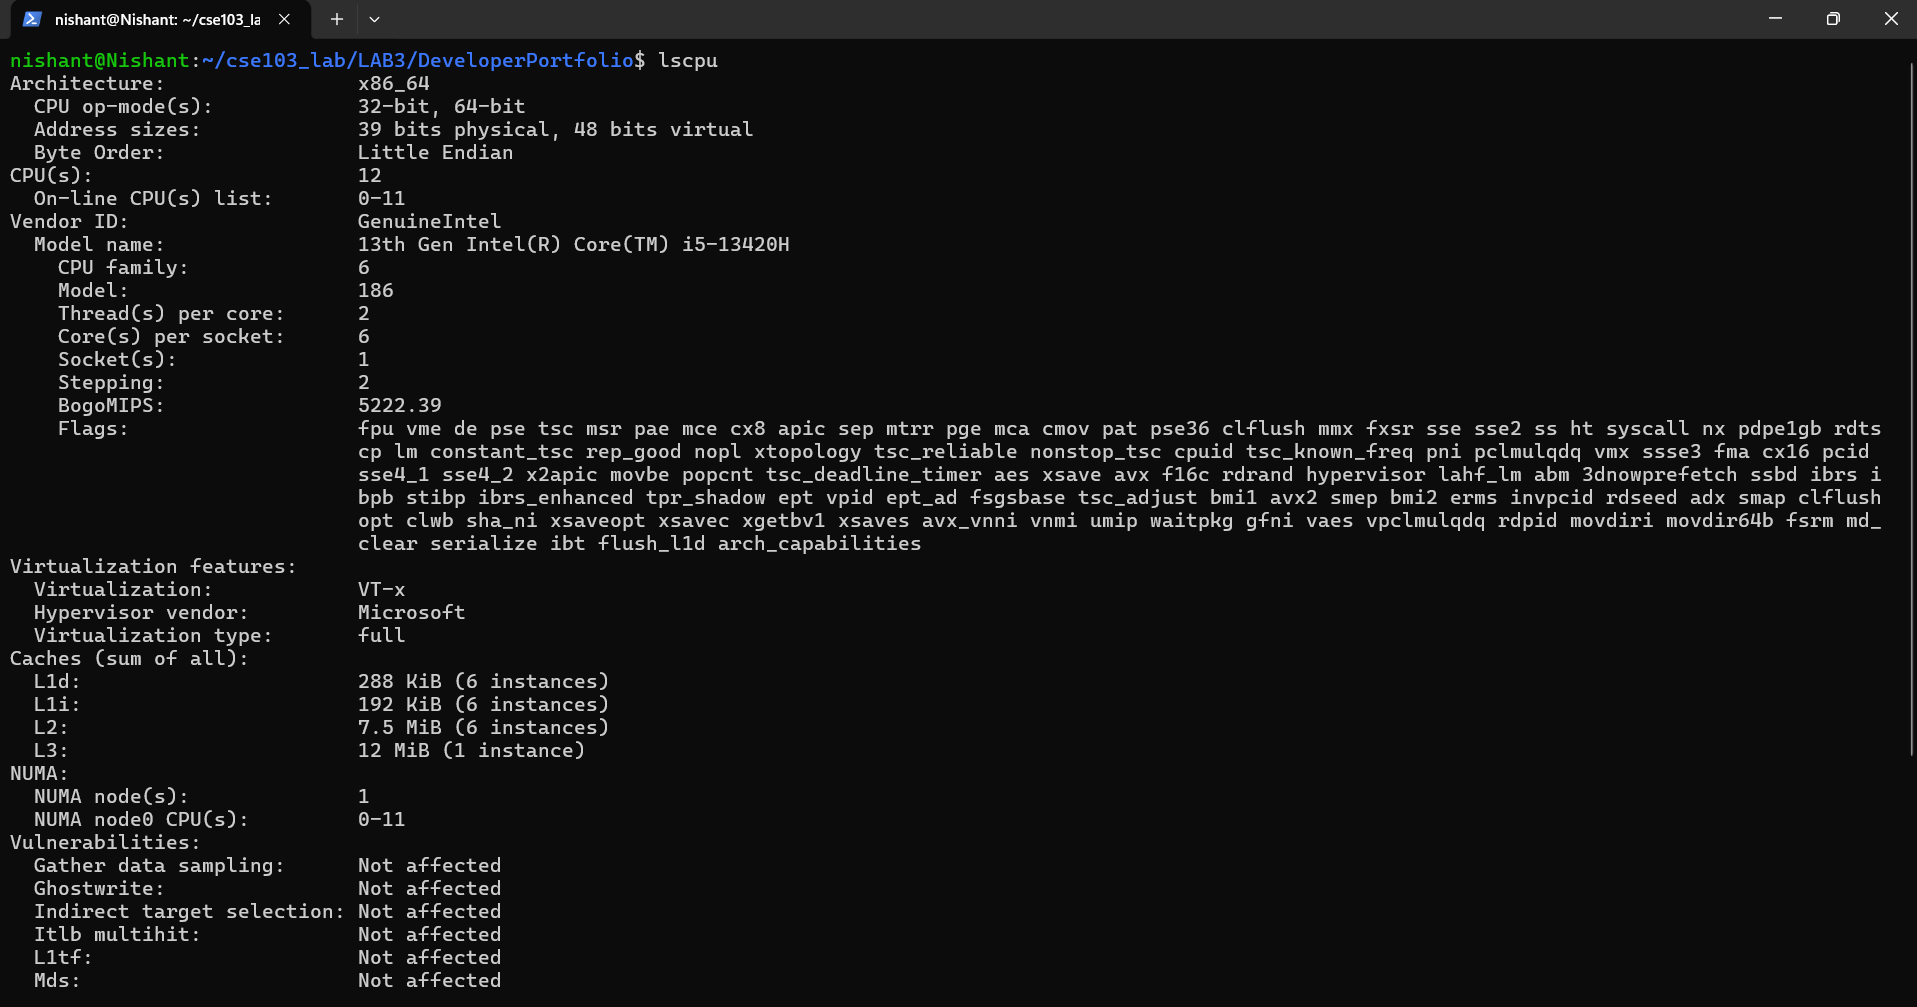 nishant@Nishant: ~/cse103_la
nishant@Nishant:~/cse103_lab/LAB3/DeveloperPortfolio$ lscpu
Architecture: x86_64
CPU op-mode(s): 32-bit, 64-bit
Address sizes: 39 bits physical, 48 bits virtual
Byte Order: Little Endian
CPU(s): 12
On-line CPU(s) list: 0-11
Vendor ID: GenuineIntel
Model name: 13th Gen Intel(R) Core(TM) i5-13420H
CPU family: 6
Model: 186
Thread(s) per core: 2
Core(s) per socket: 6
Socket(s): 1
Stepping: 2
BogoMIPS: 5222.39
Flags: fpu vme de pse tsc msr pae mce cx8 apic sep mtrr pge mca cmov pat pse36 clflush mmx fxsr sse sse2 ss ht syscall nx pdpe1gb rdts
cp lm constant_tsc rep_good nopl xtopology tsc_reliable nonstop_tsc cpuid tsc_known_freq pni pclmulqdq vmx ssse3 fma cx16 pcid
sse4_1 sse4_2 x2apic movbe popcnt tsc_deadline_timer aes xsave avx f16c rdrand hypervisor lahf_lm abm 3dnowprefetch ssbd ibrs i
bpb stibp ibrs_enhanced tpr_shadow ept vpid ept_ad fsgsbase tsc_adjust bmi1 avx2 smep bmi2 erms invpcid rdseed adx smap clflush
opt clwb sha_ni xsaveopt xsavec xgetbv1 xsaves avx_vnni vnmi umip waitpkg gfni vaes vpclmulqdq rdpid movdiri movdir64b fsrm md_
clear serialize ibt flush_l1d arch_capabilities
Virtualization features:
Virtualization: VT-x
Hypervisor vendor: Microsoft
Virtualization type: full
Caches (sum of all):
L1d: 288 KiB (6 instances)
L1i: 192 KiB (6 instances)
L2: 7.5 MiB (6 instances)
L3: 12 MiB (1 instance)
NUMA:
NUMA node(s): 1
NUMA node0 CPU(s): 0-11
Vulnerabilities:
Gather data sampling: Not affected
Ghostwrite: Not affected
Indirect target selection: Not affected
Itlb multihit: Not affected
L1tf: Not affected
Mds: Not affected